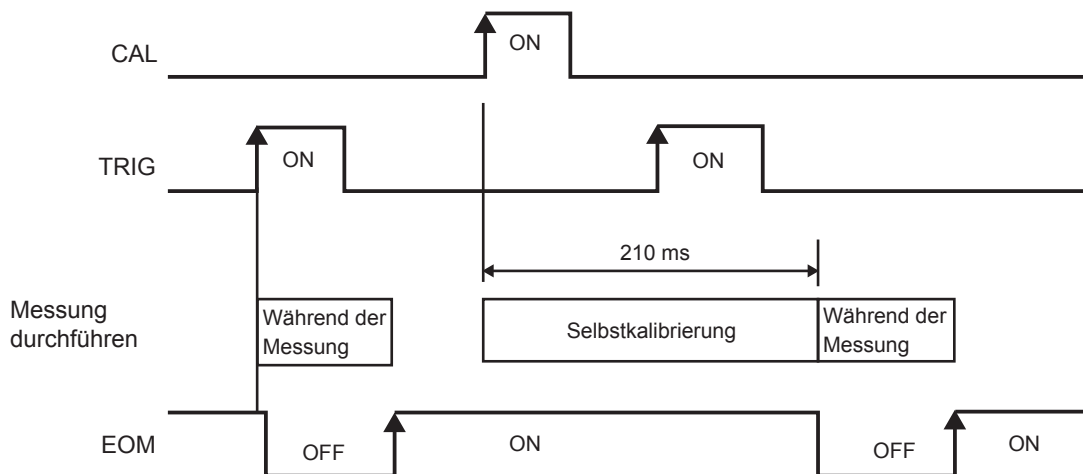 CAL
ON
TRIG
ON
ON
210 ms
Messung
durchführen
Während der
Messung
Selbstkalibrierung
Während der
Messung
EOM
OFF
ON
OFF
ON